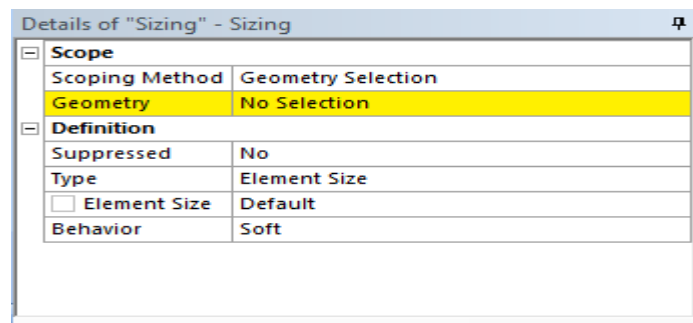 Details of "Sizing" - Sizing
Scope
Scoping Method Geometry Selection
Geometry No Selection
Definition
Suppressed No
Type Element Size
Element Size Default
Behavior Soft